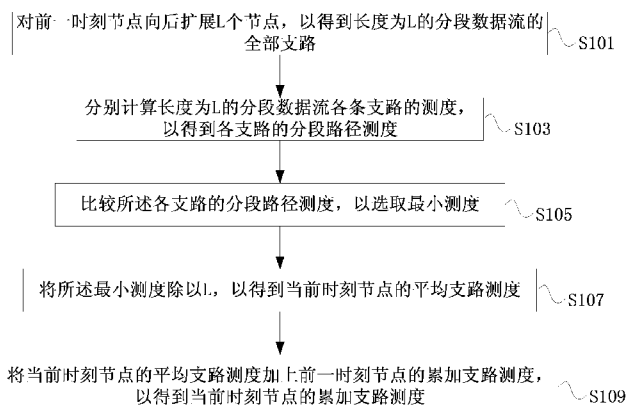 对前一时刻节点向后扩展L个节点，以得到长度为L的分段数据流的
全部支路
S101
分别计算长度为L的分段数据流各条支路的测度，
以得到各支路的分段路径测度
S103
比较所述各支路的分段路径测度，以选取最小测度
S105
将所述最小测度除以L，以得到当前时刻节点的平均支路测度
S107
将当前时刻节点的平均支路测度加上前一时刻节点的累加支路测度，
以得到当前时刻节点的累加支路测度
S109